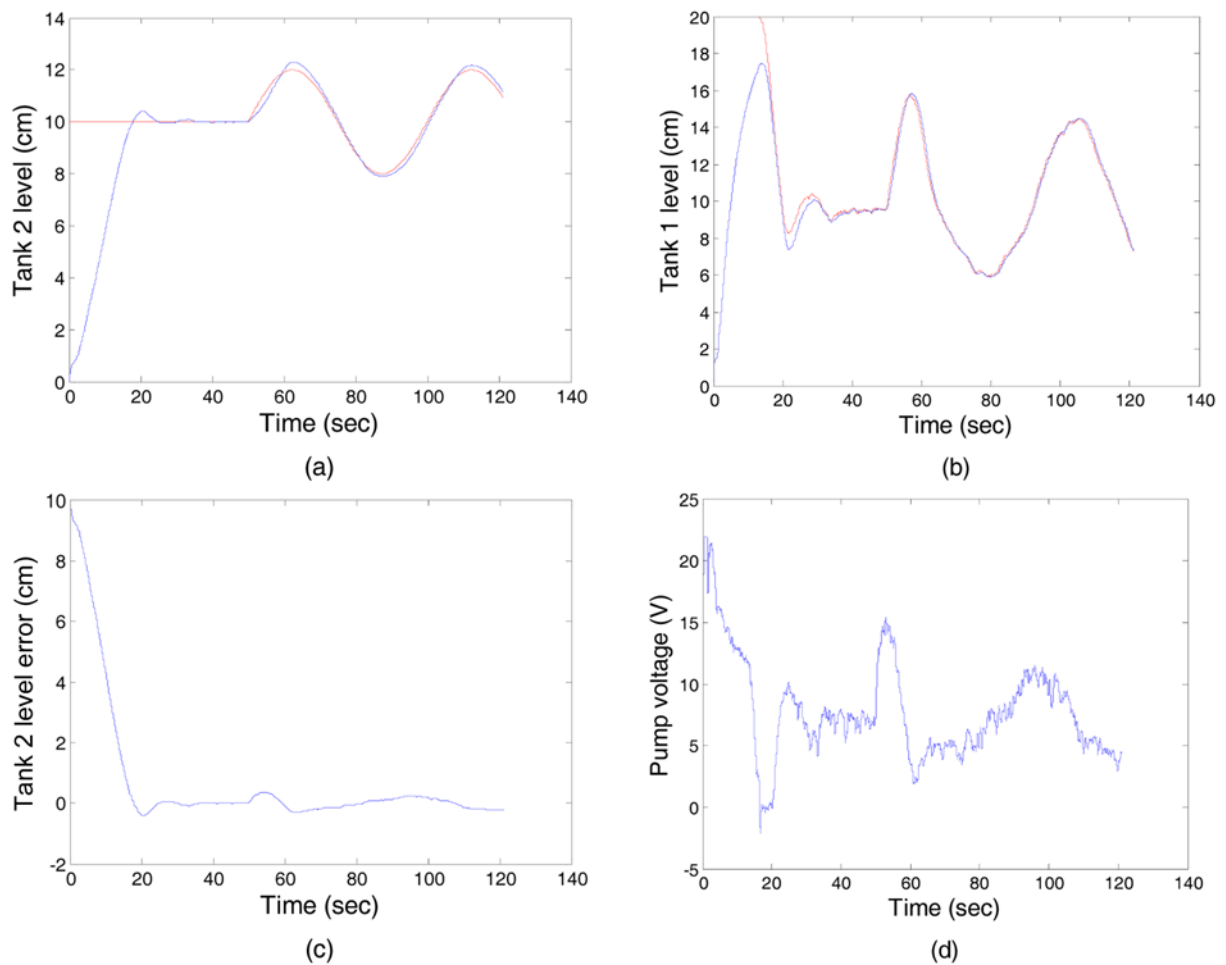 14
12
10
8
6
4
2
0
0 20 40 60 80 100 120 140
Tank 2 level (cm)
Time (sec)
(a)
20
18
16
14
12
10
8
6
4
2
0
0 20 40 60 80 100 120 140
Tank 1 level (cm)
Time (sec)
(b)
10
8
6
4
2
0
-2
0 20 40 60 80 100 120 140
Tank 2 level error (cm)
Time (sec)
(c)
25
20
15
10
5
0
-5
0 20 40 60 80 100 120 140
Pump voltage (V)
Time (sec)
(d)